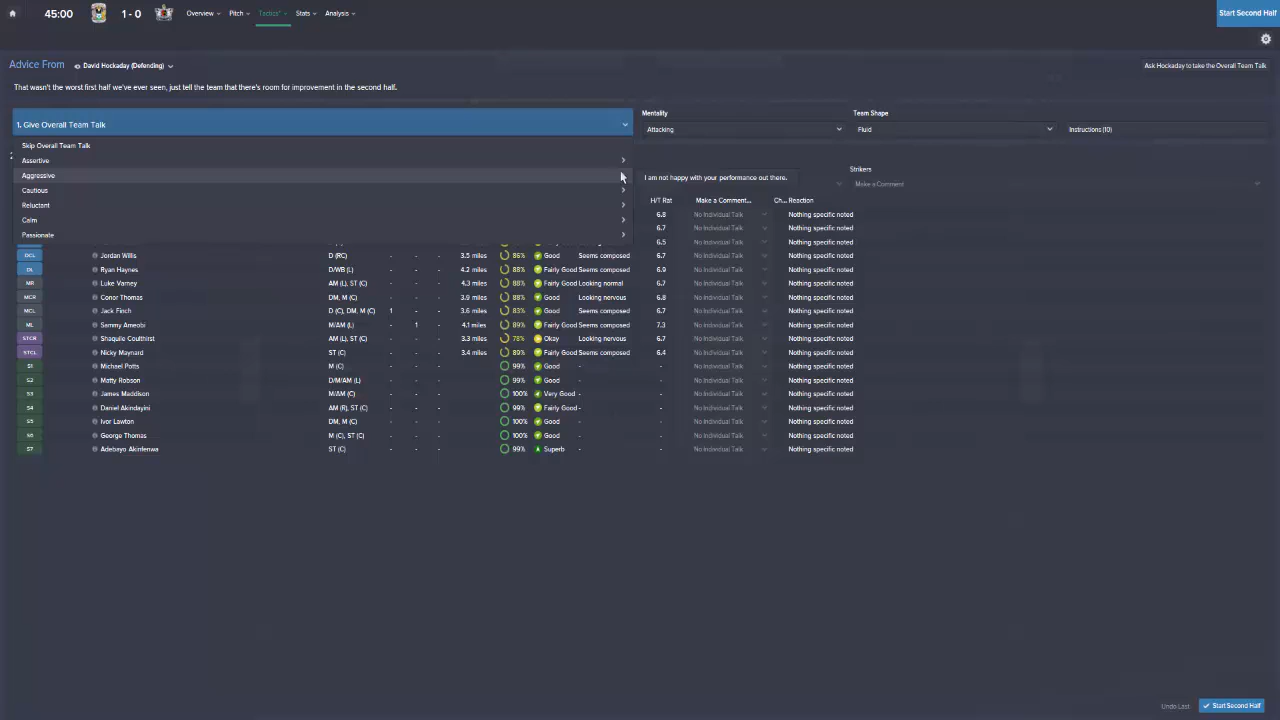 45:00 1 - 0 Overview Pitch Tactics* Stats Analysis Start Second Half
Advice From David Hockaday (Defending) Ask Hockaday to take the Overall Team Talk
That wasn't the worst first half we've ever seen, just tell the team that there's room for improvement in the second half.
1. Give Overall Team Talk Mentality Team Shape
Attacking Fluid Instructions (10)
Skip Overall Team Talk
Assertive
Aggressive I am not happy with your performance out there. Strikers
Make a Comment
Cautious
Reluctant
Calm
Passionate
H/T Rat Make a Comment... Ch... Reaction
6.8 No Individual Talk Nothing specific noted
6.7 No Individual Talk Nothing specific noted
6.5 No Individual Talk Nothing specific noted
DCL Jordan Willis D (RC) - - - 3.5 miles 86% Good Seems composed 6.7 No Individual Talk Nothing specific noted
DL Ryan Haynes D/WB (L) - - - 4.2 miles 88% Fairly Good Seems composed 6.9 No Individual Talk Nothing specific noted
MR Luke Varney AM (L), ST (C) - - - 4.3 miles 88% Fairly Good Looking normal 6.7 No Individual Talk Nothing specific noted
MCR Conor Thomas DM, M (C) - - - 3.9 miles 88% Good Looking nervous 6.8 No Individual Talk Nothing specific noted
MCL Jack Finch D (C), DM, M (C) 1 - - 3.6 miles 83% Good Seems composed 6.7 No Individual Talk Nothing specific noted
ML Sammy Ameobi M/AM (L) - 1 - 4.1 miles 89% Fairly Good Seems composed 7.3 No Individual Talk Nothing specific noted
STCR Shaquile Coulthirst AM (L), ST (C) - - - 3.3 miles 78% Okay Looking nervous 6.7 No Individual Talk Nothing specific noted
STCL Nicky Maynard ST (C) - - - 3.4 miles 89% Fairly Good Seems composed 6.4 No Individual Talk Nothing specific noted
S1 Michael Potts M (C) - - - 99% Good - - No Individual Talk Nothing specific noted
S2 Matty Robson D/M/AM (L) - - - 99% Good - - No Individual Talk Nothing specific noted
S3 James Maddison M/AM (C) - - - 100% Very Good - - No Individual Talk Nothing specific noted
S4 Daniel Akindayini AM (R), ST (C) - - - 99% Fairly Good - - No Individual Talk Nothing specific noted
S5 Ivor Lawton DM, M (C) - - - 100% Good - - No Individual Talk Nothing specific noted
S6 George Thomas M (C), ST (C) - - - 100% Good - - No Individual Talk Nothing specific noted
S7 Adebayo Akinfenwa ST (C) - - - 99% Superb - - No Individual Talk Nothing specific noted
Undo Last Start Second Half